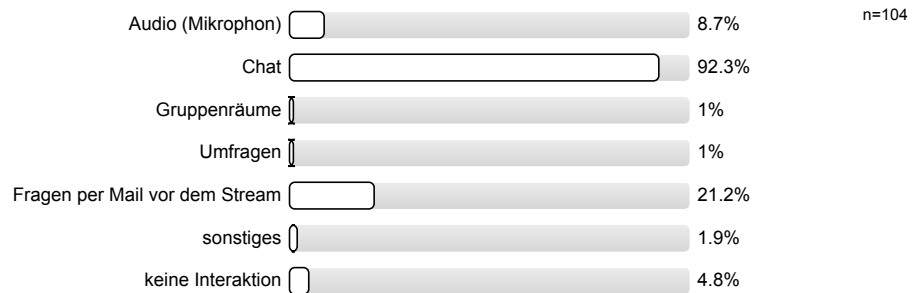 Audio (Mikrophon) 8.7% n=104
Chat 92.3%
Gruppenräume 1%
Umfragen 1%
Fragen per Mail vor dem Stream 21.2%
sonstiges 1.9%
keine Interaktion 4.8%